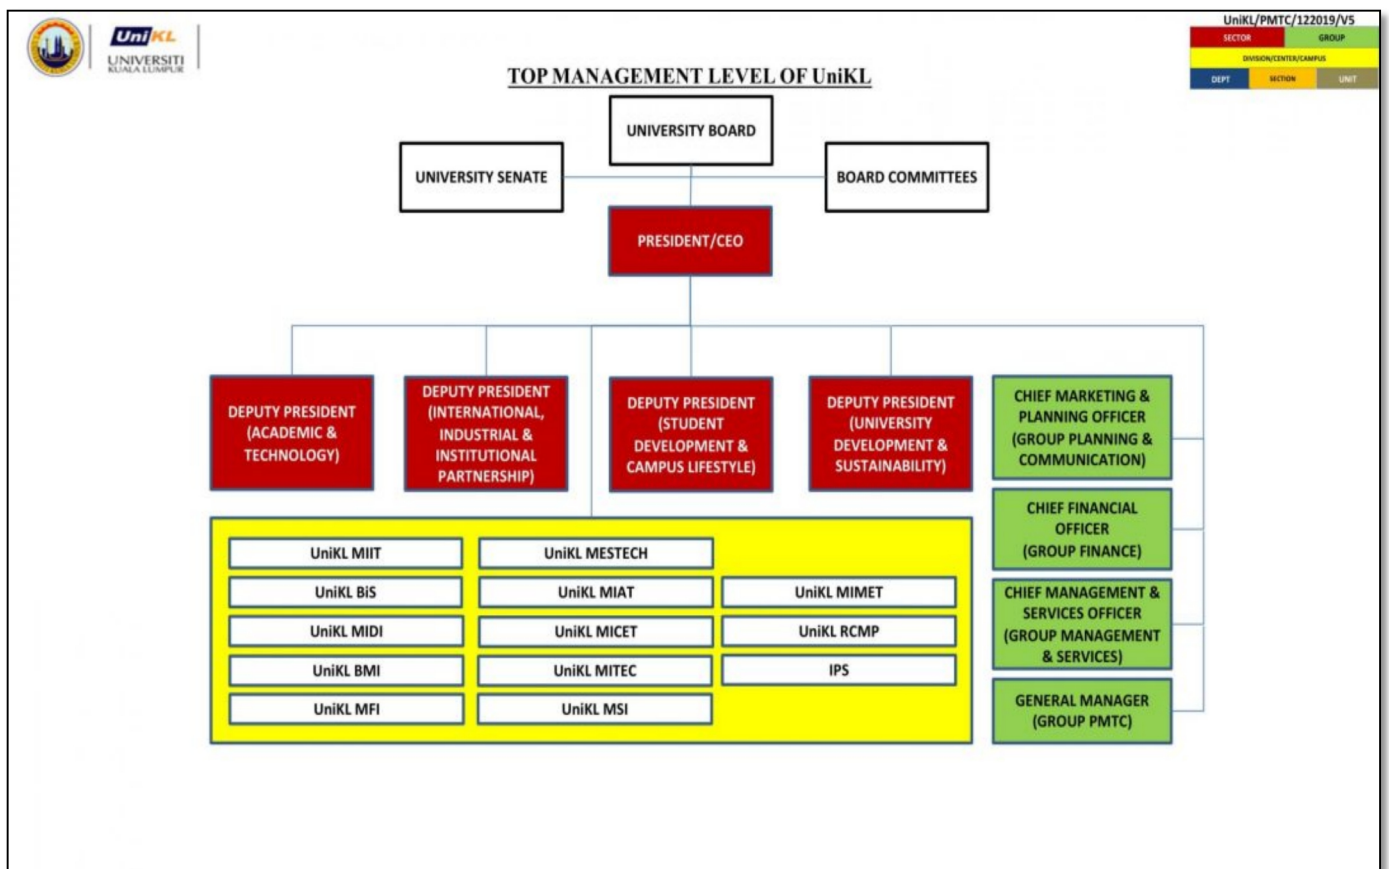 UniKL/PMTC/122019/V5
UniKL
UNIVERSITI
KUALA LUMPUR
SECTOR
GROUP
DIVISION/CENTER/CAMPUS
DEPT
SECTION
UNIT
TOP MANAGEMENT LEVEL OF UniKL
UNIVERSITY BOARD
UNIVERSITY SENATE
BOARD COMMITTEES
PRESIDENT/CEO
DEPUTY PRESIDENT
(ACADEMIC &
TECHNOLOGY)
DEPUTY PRESIDENT
(INTERNATIONAL,
INDUSTRIAL &
INSTITUTIONAL
PARTNERSHIP)
DEPUTY PRESIDENT
(STUDENT
DEVELOPMENT &
CAMPUS LIFESTYLE)
DEPUTY PRESIDENT
(UNIVERSITY
DEVELOPMENT &
SUSTAINABILITY)
CHIEF MARKETING &
PLANNING OFFICER
(GROUP PLANNING &
COMMUNICATION)
CHIEF FINANCIAL
OFFICER
(GROUP FINANCE)
CHIEF MANAGEMENT &
SERVICES OFFICER
(GROUP MANAGEMENT
& SERVICES)
GENERAL MANAGER
(GROUP PMTC)
UniKL MIIT
UniKL BiS
UniKL MIDI
UniKL BMI
UniKL MFI
UniKL MESTECH
UniKL MIAT
UniKL MICET
UniKL MITEC
UniKL MSI
UniKL MIMET
UniKL RCMP
IPS